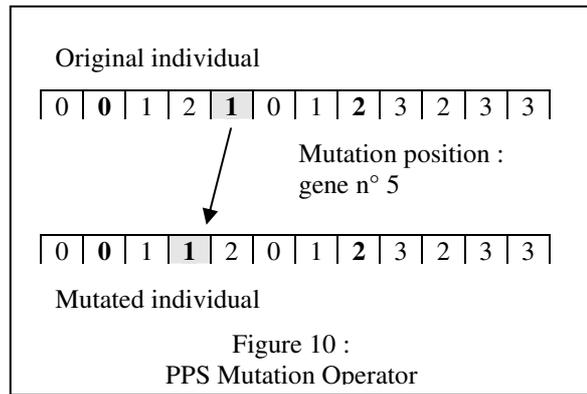 Original individual
0 0 1 2 1 0 1 2 3 2 3 3
Mutation position :
gene n° 5
0 0 1 1 2 0 1 2 3 2 3 3
Mutated individual
Figure 10 :
PPS Mutation Operator